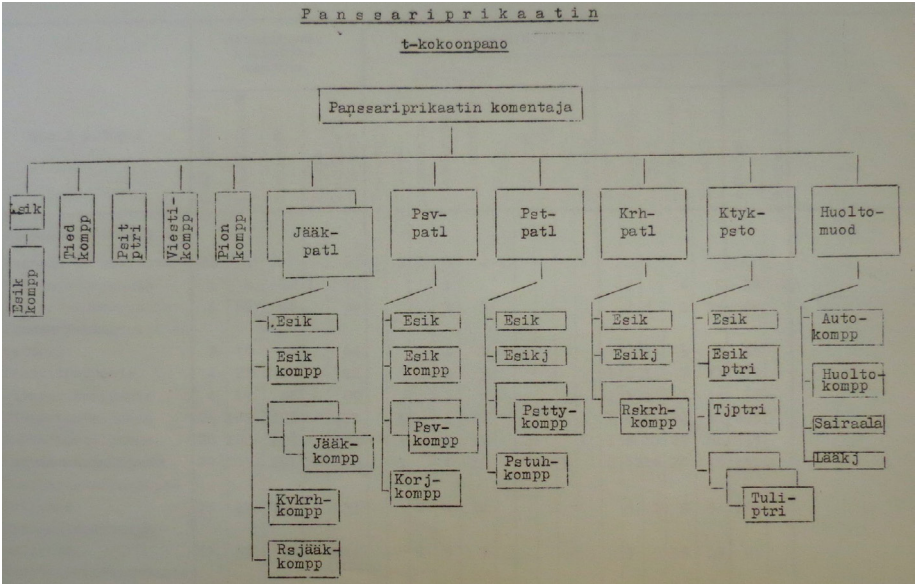 Panssariprikaatin
t-kokoonpano
Panssariprikaatin komentaja
Esik
Esik
kompp
Tied
kompp
Psit
ptri
Viesti-
kompp
Pion
kompp
Jääk-
patl
Psv-
patl
Pst-
patl
Krh-
patl
Ktyk-
psto
Huolto-
muod
Esik
Esik
kompp
Jääk-
kompp
Kvkrh-
kompp
Rsjääk-
kompp
Esik
Esik
kompp
Psv-
kompp
Korj-
kompp
Esik
Esikj
Pstty-
kompp
Pstuh-
kompp
Esik
Esikj
Rskrh-
kompp
Esik
Esik
ptri
Tjptri
Tuli-
ptri
Auto-
kompp
Huolto-
kompp
Sairaala
Lääkj